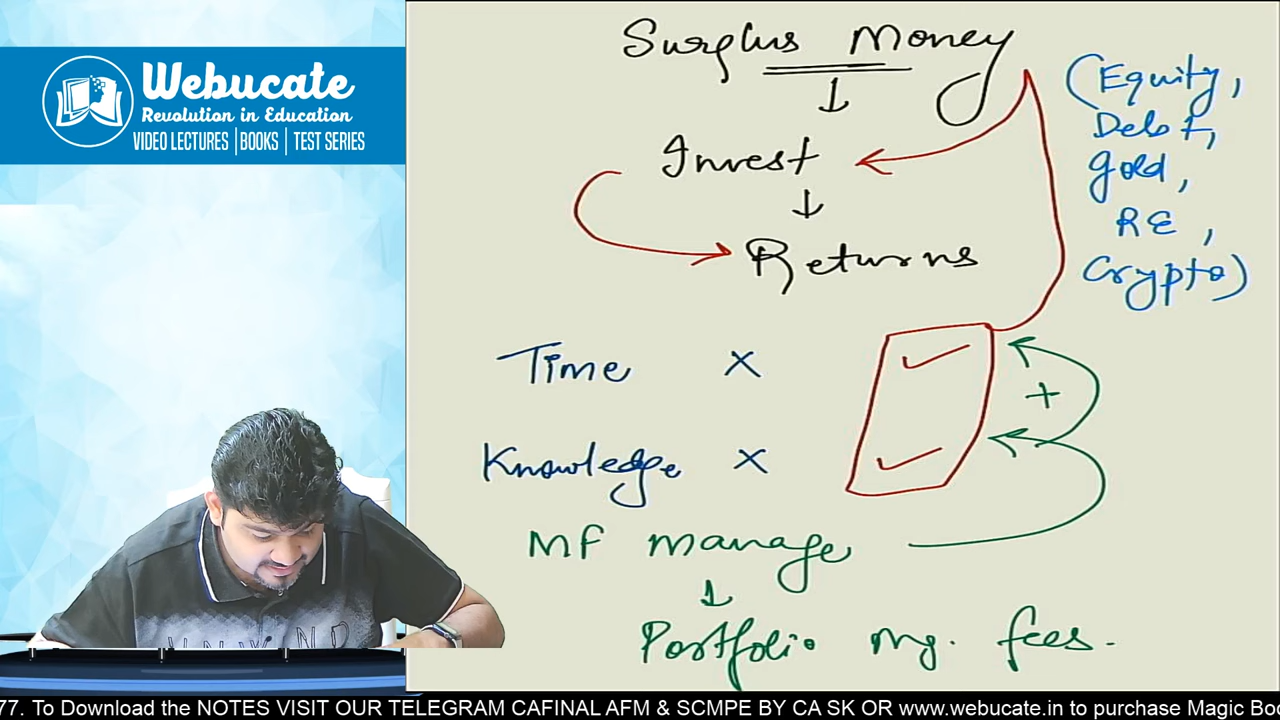 Webucate
Revolution in Education
VIDEO LECTURES | BOOKS | TEST SERIES
Surplus Money
Invest
Returns
(Equity,
Debt,
Gold,
RE,
Crypto)
Time × ✓
+
Knowledge × ✓
MF manage
Portfolio mg. fees.
77. To Download the NOTES VISIT OUR TELEGRAM CAFINAL AFM & SCMPE BY CA SK OR www.webucate.in to purchase Magic Boo